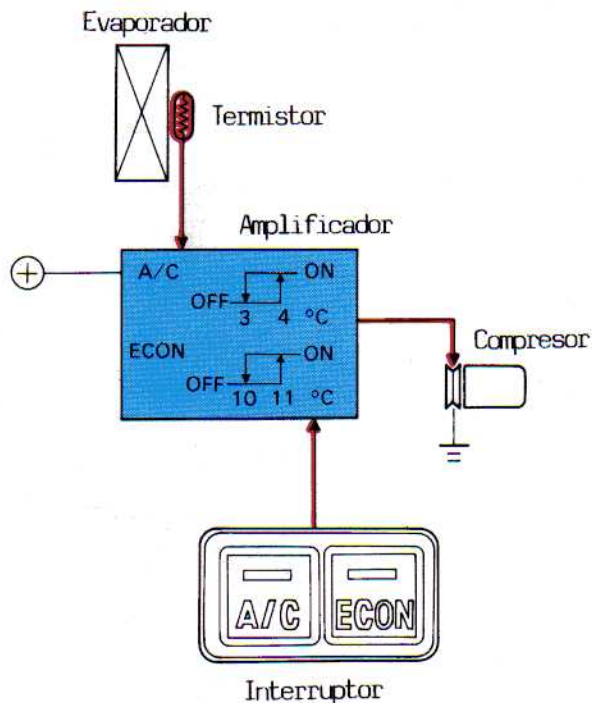 Evaporador
Termistor
Amplificador
A/C
ON
OFF
3 4 °C
ECON
ON
OFF
10 11 °C
Compresor
A/C ECON
Interruptor